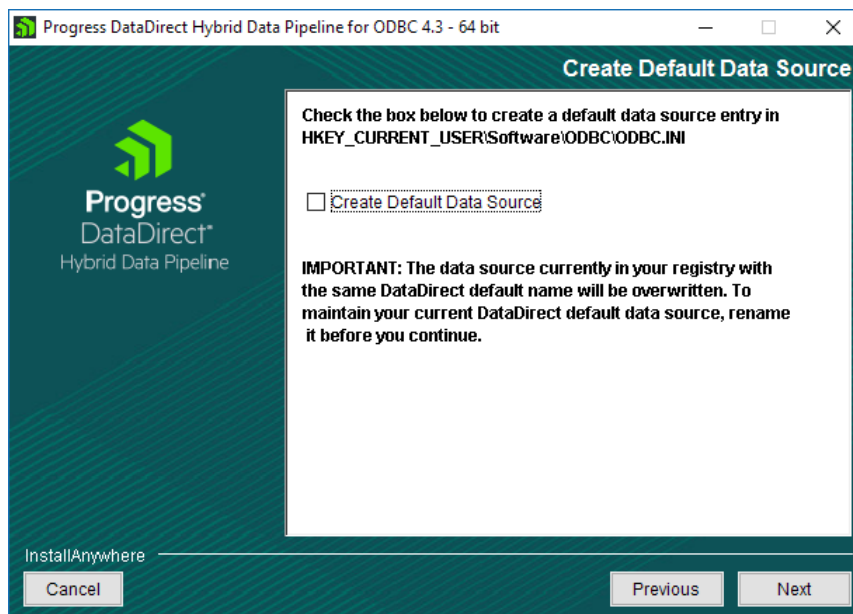 Progress DataDirect Hybrid Data Pipeline for ODBC 4.3 - 64 bit
Create Default Data Source
Progress®
DataDirect®
Hybrid Data Pipeline
Check the box below to create a default data source entry in
HKEY_CURRENT_USER\Software\ODBC\ODBC.INI
Create Default Data Source
IMPORTANT: The data source currently in your registry with
the same DataDirect default name will be overwritten. To
maintain your current DataDirect default data source, rename
it before you continue.
InstallAnywhere
Cancel
Previous
Next